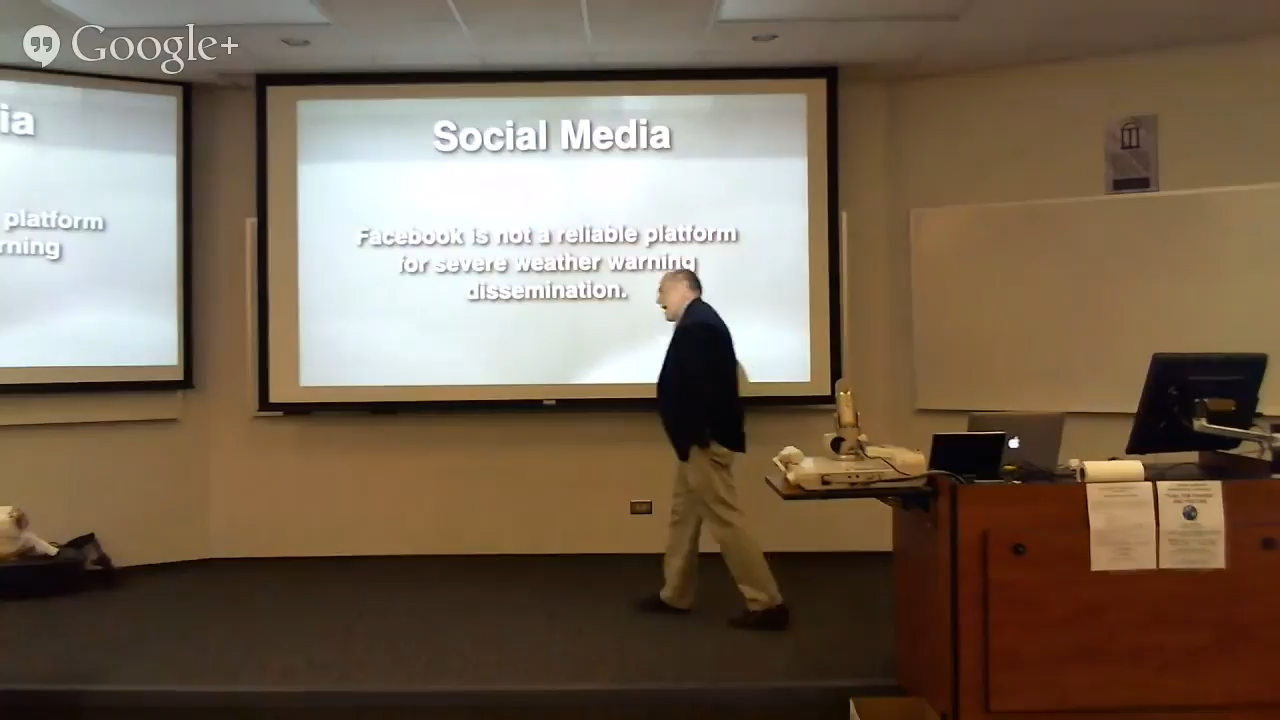 Google+
ia
platform
rning
Social Media
Facebook is not a reliable platform
for severe weather warning
dissemination.